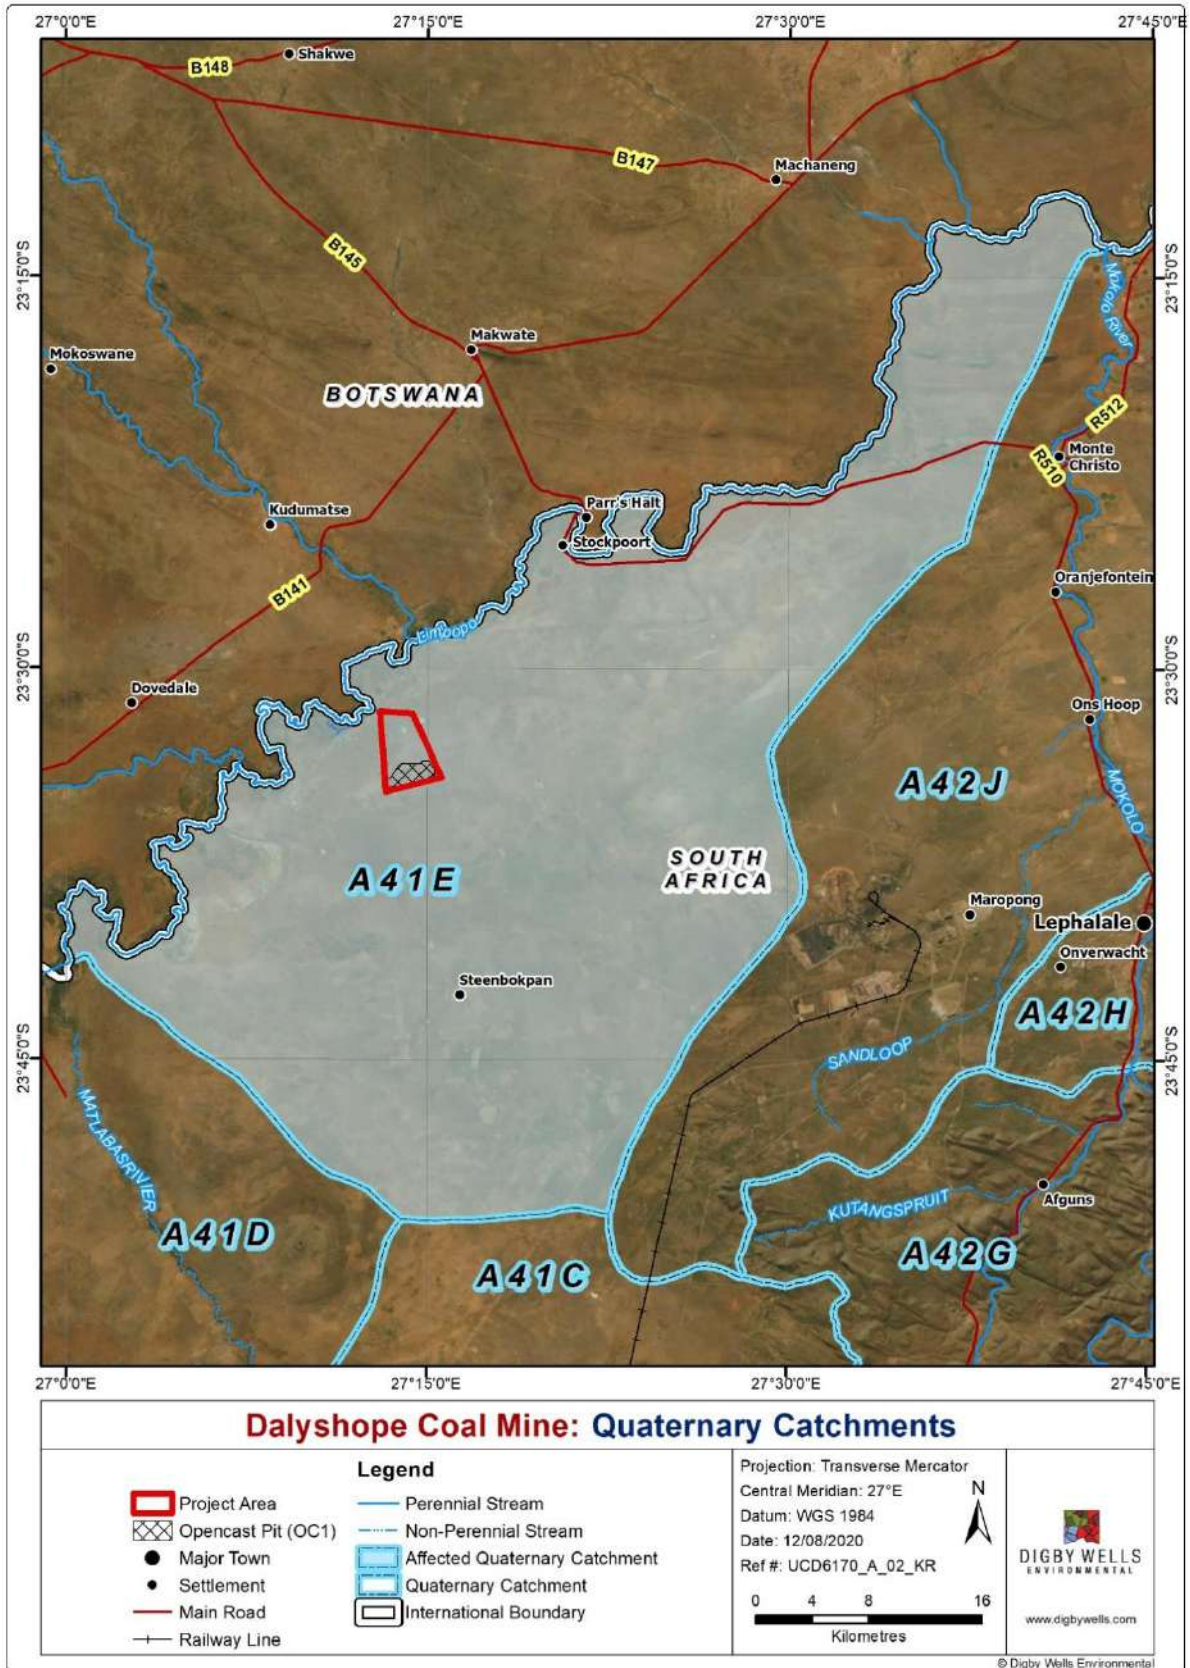 27°0'0"E 27°15'0"E 27°30'0"E 27°45'0"E
Shakwe
B148
B147
Machaneng
B145
23°15'0"S
23°15'0"S
Mokolo River
Makwate
Mokoswane
BOTSWANA
R512
R510
Monte
Christo
Parr's Halt
Kudumatse
Stockpoort
Oranjefontein
B141
Limpopo
23°30'0"S
23°30'0"S
Dovedale
Ons Hoop
A42J
MOKOLO
SOUTH
AFRICA
A41E
Maropong
Lephalale
Onverwacht
Steenbokpan
A42H
SANDLOOP
23°45'0"S
23°45'0"S
MATLABASRIVIER
Afguns
KUTANGSPRUIT
A41D
A42G
A41C
27°0'0"E 27°15'0"E 27°30'0"E 27°45'0"E
Dalyshope Coal Mine: Quaternary Catchments
Legend
Project Area
Opencast Pit (OC1)
Major Town
Settlement
Main Road
Railway Line
Perennial Stream
Non-Perennial Stream
Affected Quaternary Catchment
Quaternary Catchment
International Boundary
Projection: Transverse Mercator
Central Meridian: 27°E
Datum: WGS 1984
Date: 12/08/2020
Ref #: UCD6170_A_02_KR
N
0 4 8 16
Kilometres
DIGBY WELLS
ENVIRONMENTAL
www.digbywells.com
© Digby Wells Environmental